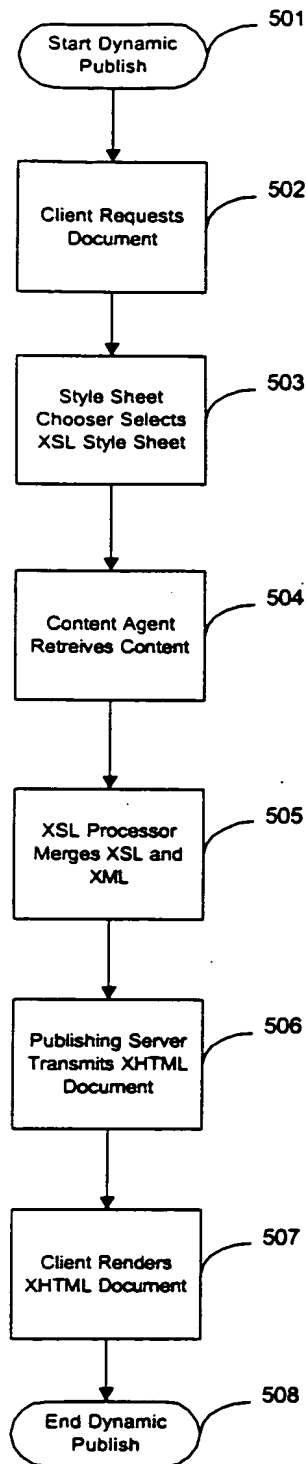 Start Dynamic
Publish
501
Client Requests
Document
502
Style Sheet
Chooser Selects
XSL Style Sheet
503
Content Agent
Retreives Content
504
XSL Processor
Merges XSL and
XML
505
Publishing Server
Transmits XHTML
Document
506
Client Renders
XHTML Document
507
End Dynamic
Publish
508